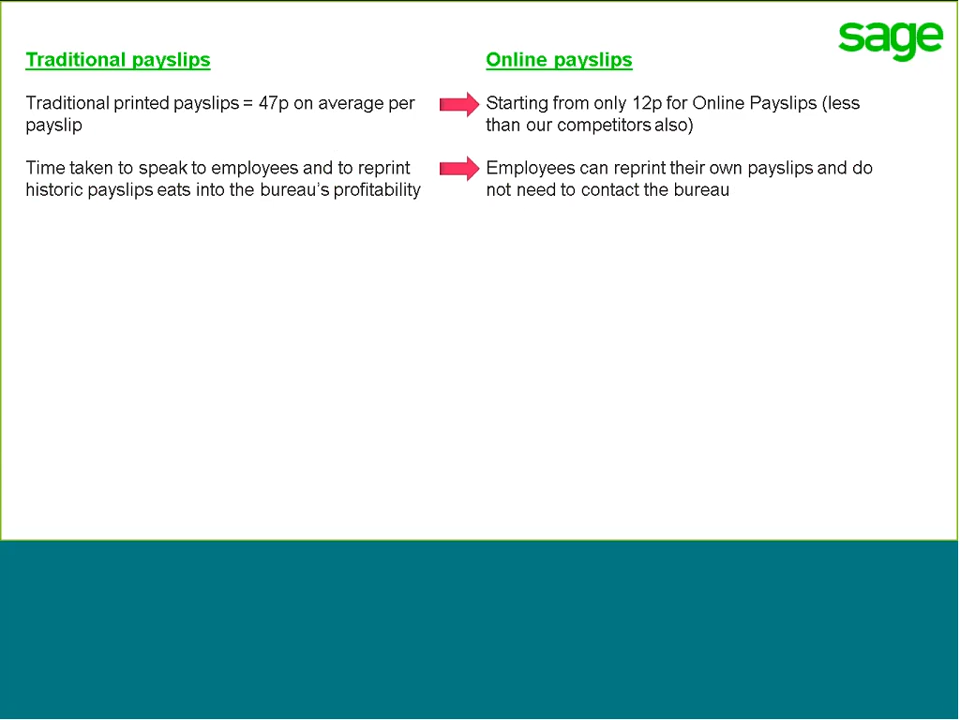 sage
Traditional payslips
Online payslips
Traditional printed payslips = 47p on average per
payslip
Starting from only 12p for Online Payslips (less
than our competitors also)
Time taken to speak to employees and to reprint
historic payslips eats into the bureau's profitability
Employees can reprint their own payslips and do
not need to contact the bureau